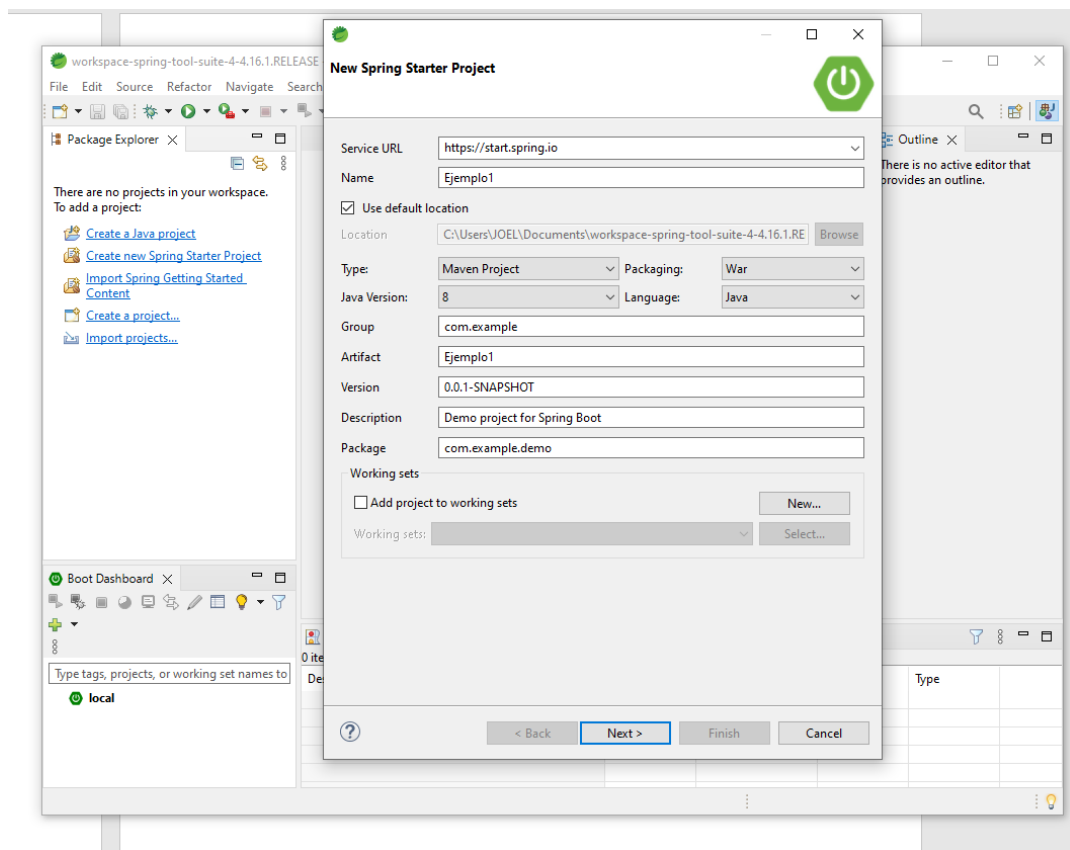 workspace-spring-tool-suite-4-4.16.1.RELEASE
File Edit Source Refactor Navigate Search
Package Explorer
There are no projects in your workspace.
To add a project:
Create a Java project
Create new Spring Starter Project
Import Spring Getting Started
Content
Create a project...
Import projects...
Boot Dashboard
Type tags, projects, or working set names to
local
New Spring Starter Project
Service URL https://start.spring.io
Name Ejemplo1
Use default location
Location C:\Users\JOEL\Documents\workspace-spring-tool-suite-4-4.16.1.RE Browse
Type: Maven Project Packaging: War
Java Version: 8 Language: Java
Group com.example
Artifact Ejemplo1
Version 0.0.1-SNAPSHOT
Description Demo project for Spring Boot
Package com.example.demo
Working sets
Add project to working sets New...
Working sets: Select...
< Back Next > Finish Cancel
Outline
There is no active editor that
provides an outline.
0 ite
De
Type